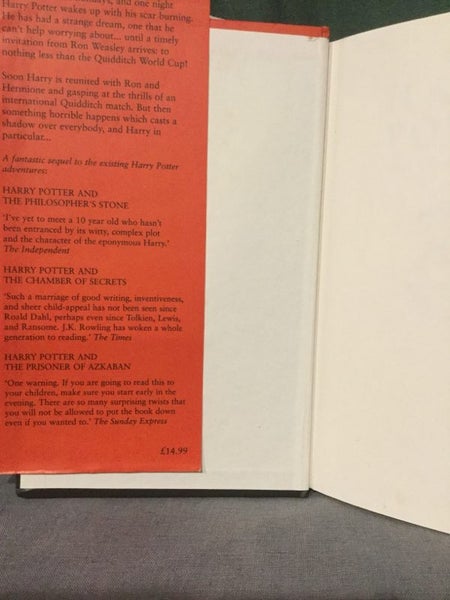 Harry Potter wakes up with his scar burning.
He has had a strange dream, one that he
can't help worrying about... until a timely
invitation from Ron Weasley arrives: to
nothing less than the Quidditch World Cup!
Soon Harry is reunited with Ron and
Hermione and gasping at the thrills of an
international Quidditch match. But then
something horrible happens which casts a
shadow over everybody, and Harry in
particular...
A fantastic sequel to the existing Harry Potter
adventures:
HARRY POTTER AND
THE PHILOSOPHER'S STONE
'I've yet to meet a 10 year old who hasn't
been entranced by its witty, complex plot
and the character of the eponymous Harry.'
The Independent
HARRY POTTER AND
THE CHAMBER OF SECRETS
'Such a marriage of good writing, inventiveness,
and sheer child-appeal has not been seen since
Roald Dahl, perhaps even since Tolkien, Lewis,
and Ransome. J.K. Rowling has woken a whole
generation to reading.' The Times
HARRY POTTER AND
THE PRISONER OF AZKABAN
'One warning. If you are going to read this to
your children, make sure you start early in the
evening. There are so many surprising twists that
you will not be allowed to put the book down
even if you wanted to.' The Sunday Express
£14.99